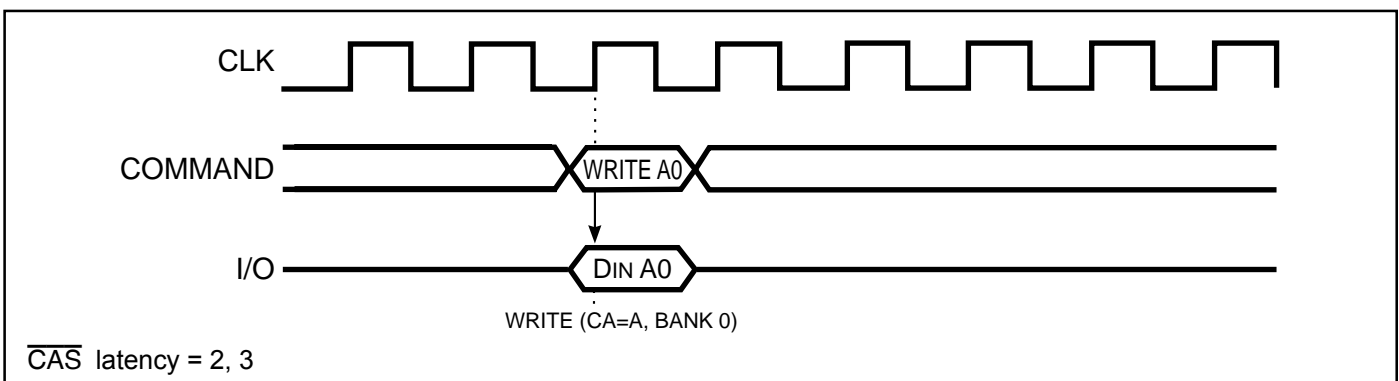 CLK
COMMAND
WRITE A0
I/O
DIN A0
WRITE (CA=A, BANK 0)
CAS latency = 2, 3